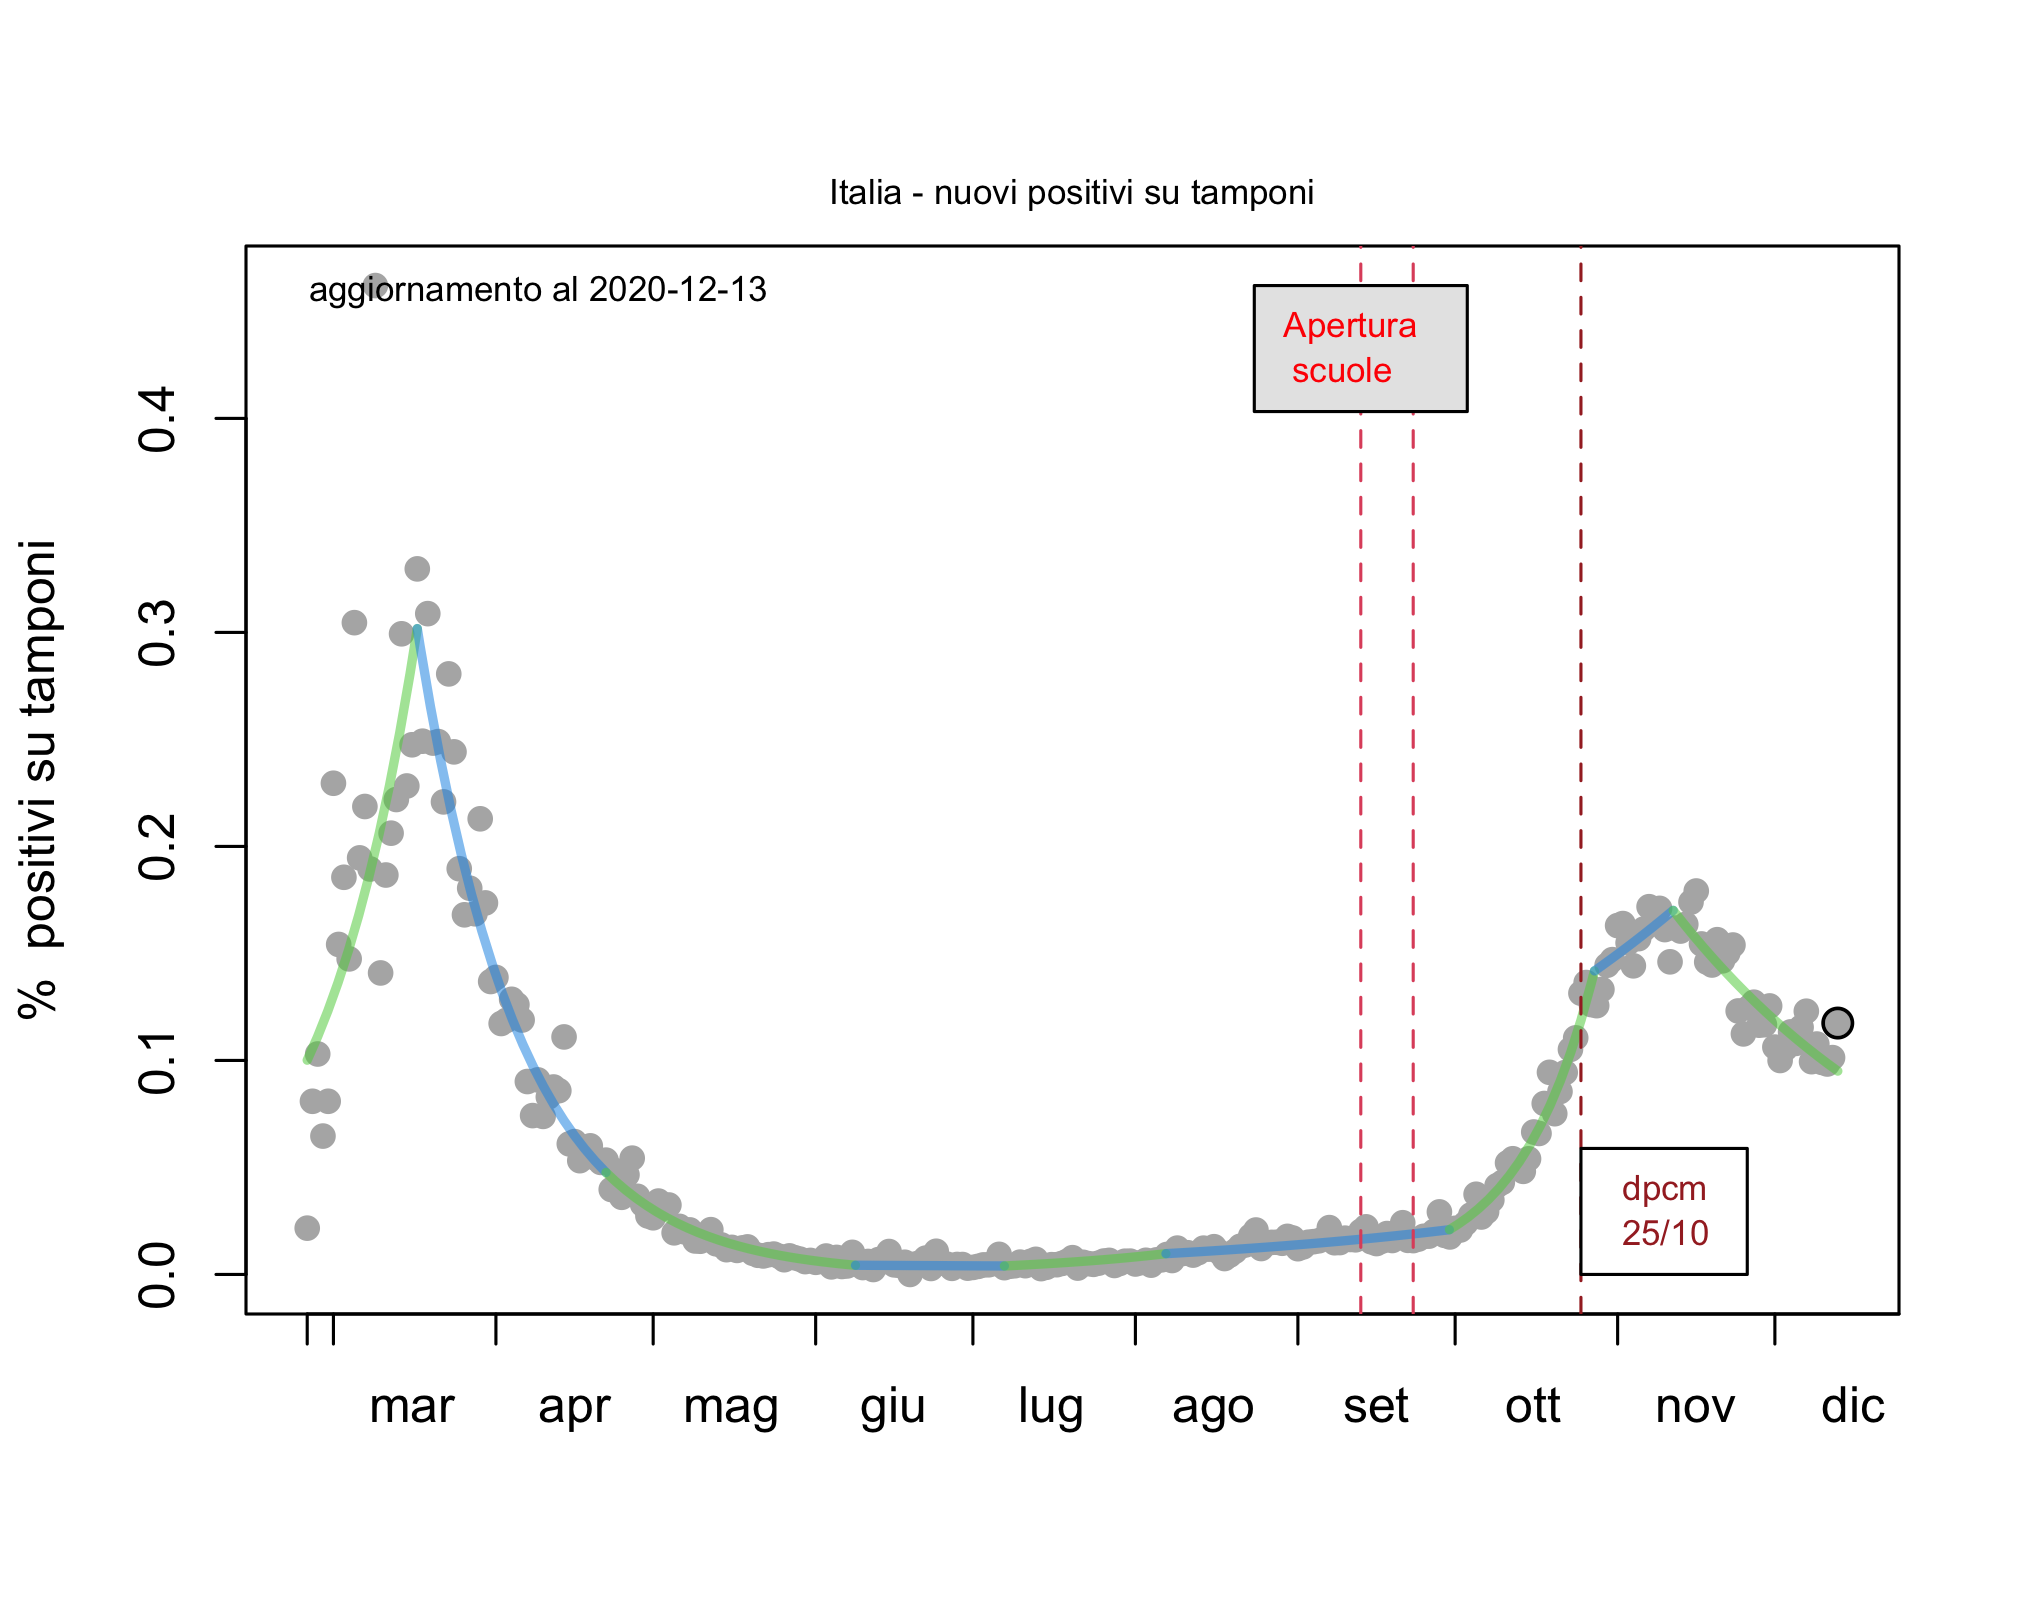 Italia - nuovi positivi su tamponi
aggiornamento al 2020-12-13
Apertura
scuole
dpcm
25/10
% positivi su tamponi
0.4
0.3
0.2
0.1
0.0
mar apr mag giu lug ago set ott nov dic